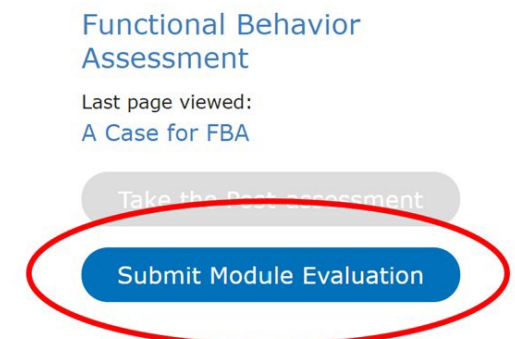 Functional Behavior
Assessment
Last page viewed:
A Case for FBA
Take the Post-assessment
Submit Module Evaluation